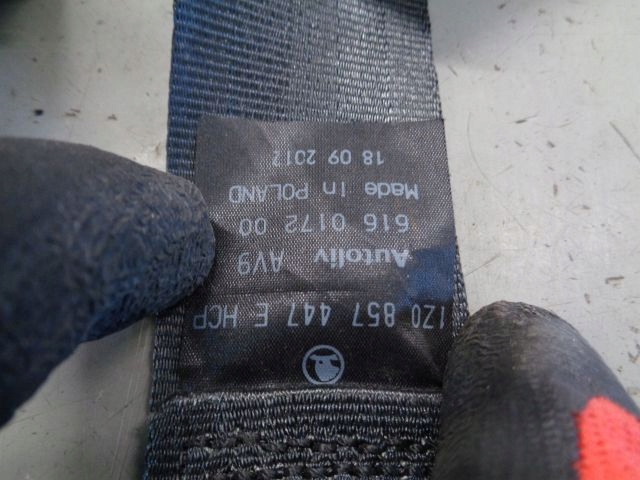 1Z0 857 447 E HCP
Autoliv AV9
616 0172 00
Made in POLAND
18 09 2012